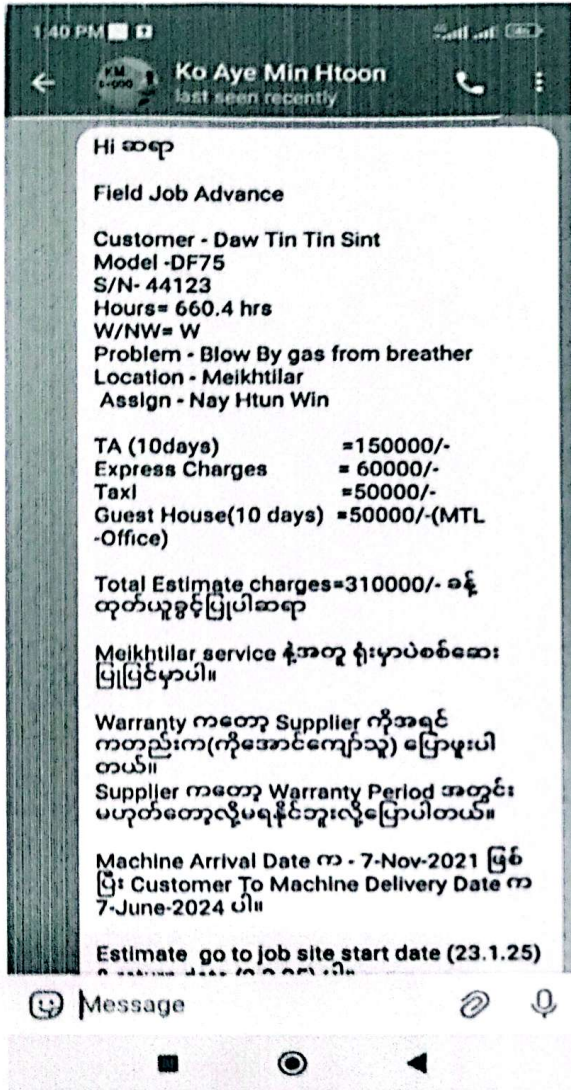 1:40 PM
Ko Aye Min Htoon
last seen recently
Hi ဆရာ
Field Job Advance
Customer - Daw Tin Tin Sint
Model -DF75
S/N- 44123
Hours= 660.4 hrs
W/NW= W
Problem - Blow By gas from breather
Location - Meikhtilar
Assign - Nay Htun Win
TA (10days) =150000/-
Express Charges = 60000/-
Taxi =50000/-
Guest House(10 days) =50000/-(MTL
-Office)
Total Estimate charges=310000/- ခန့်
ထုတ်ယူခွင့်ပြုပါဆရာ
Meikhtilar service နဲ့အတူ ရုံးမှာပဲစစ်ဆေး
ပြုပြင်မှာပါ။
Warranty ကတော့ Supplier ကိုအရင်
ကတည်းက(ကိုအောင်ကျော်သူ) ပြောဖူးပါ
တယ်။
Supplier ကတော့ Warranty Period အတွင်း
မဟုတ်တော့လို့မရနိုင်ဘူးလို့ပြောပါတယ်။
Machine Arrival Date က - 7-Nov-2021 ဖြစ်
ပြီး Customer To Machine Delivery Date က
7-June-2024 ပါ။
Estimate go to job site start date (23.1.25)
Message